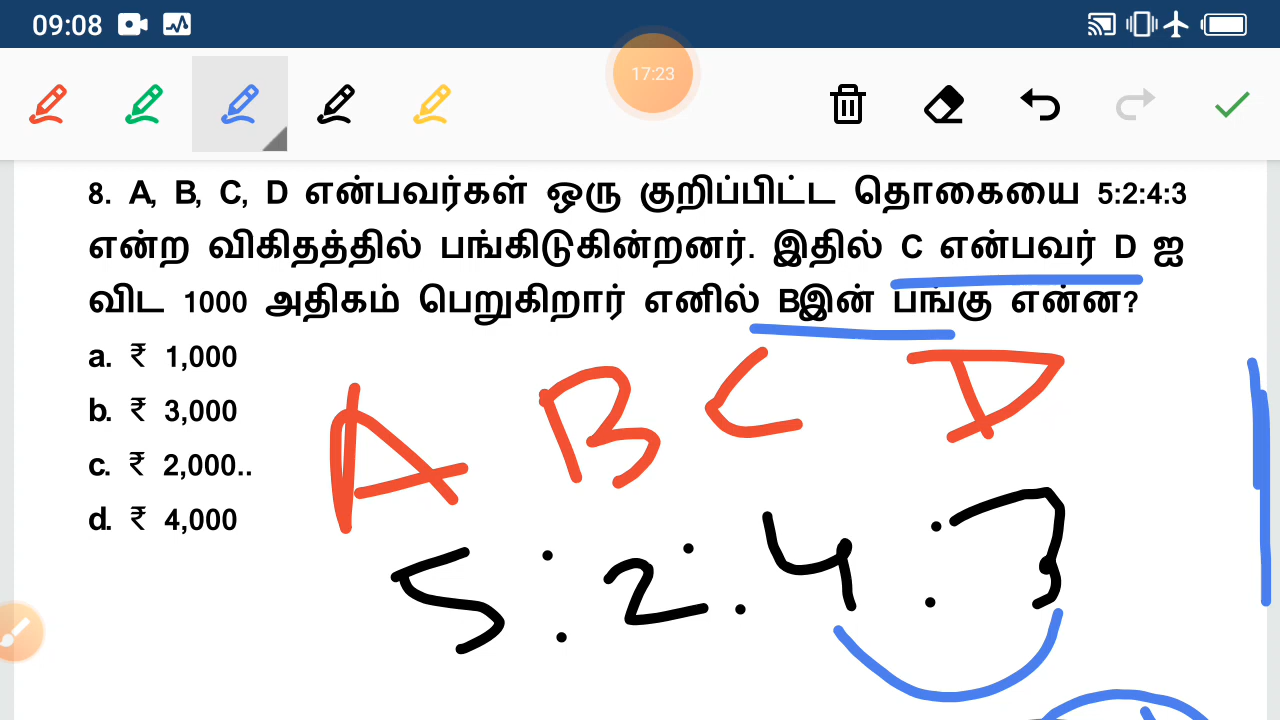 09:08
17:23
8. A, B, C, D என்பவர்கள் ஒரு குறிப்பிட்ட தொகையை 5:2:4:3
என்ற விகிதத்தில் பங்கிடுகின்றனர். இதில் C என்பவர் D ஐ
விட 1000 அதிகம் பெறுகிறார் எனில் Bஇன் பங்கு என்ன?
a. ₹ 1,000
b. ₹ 3,000
c. ₹ 2,000..
d. ₹ 4,000
A B C D
5 : 2 : 4 : 3